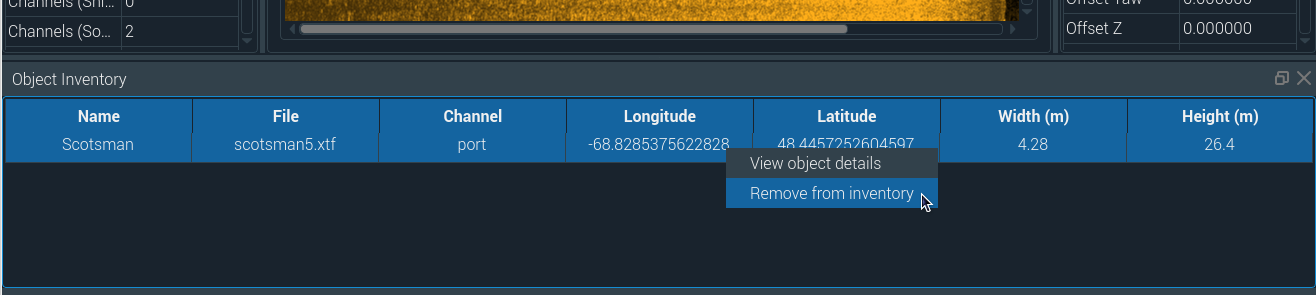 Channels (Sni... 0
Offset Yaw 0.000000
Channels (So... 2
Offset Z 0.000000
Object Inventory
Name File Channel Longitude Latitude Width (m) Height (m)
Scotsman scotsman5.xtf port -68.8285375622828 48.4457252604597 4.28 26.4
View object details
Remove from inventory